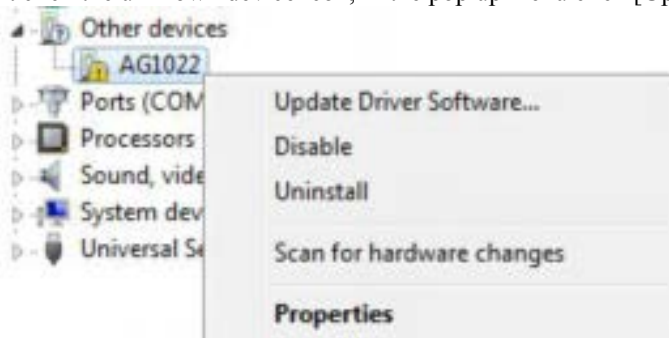 Other devices
AG1022
Ports (COM
Processors
Sound, vide
System dev
Universal Se
Update Driver Software...
Disable
Uninstall
Scan for hardware changes
Properties